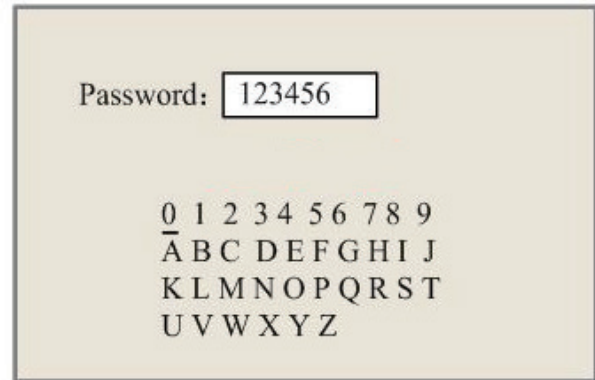 Password: 123456
0 1 2 3 4 5 6 7 8 9
A B C D E F G H I J
K L M N O P Q R S T
U V W X Y Z